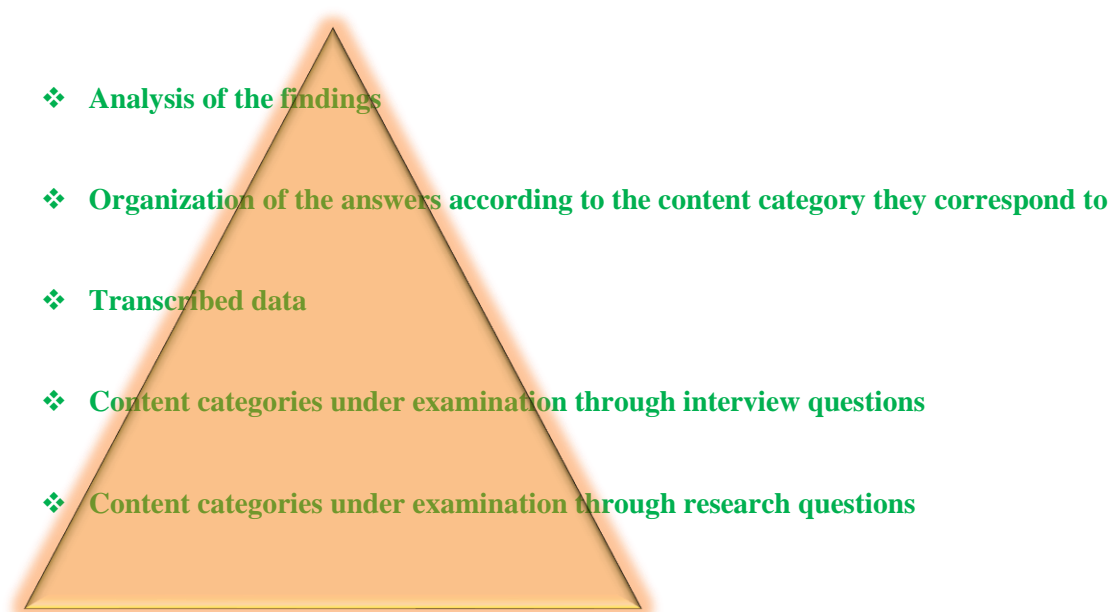 ❖ Analysis of the findings
❖ Organization of the answers according to the content category they correspond to
❖ Transcribed data
❖ Content categories under examination through interview questions
❖ Content categories under examination through research questions